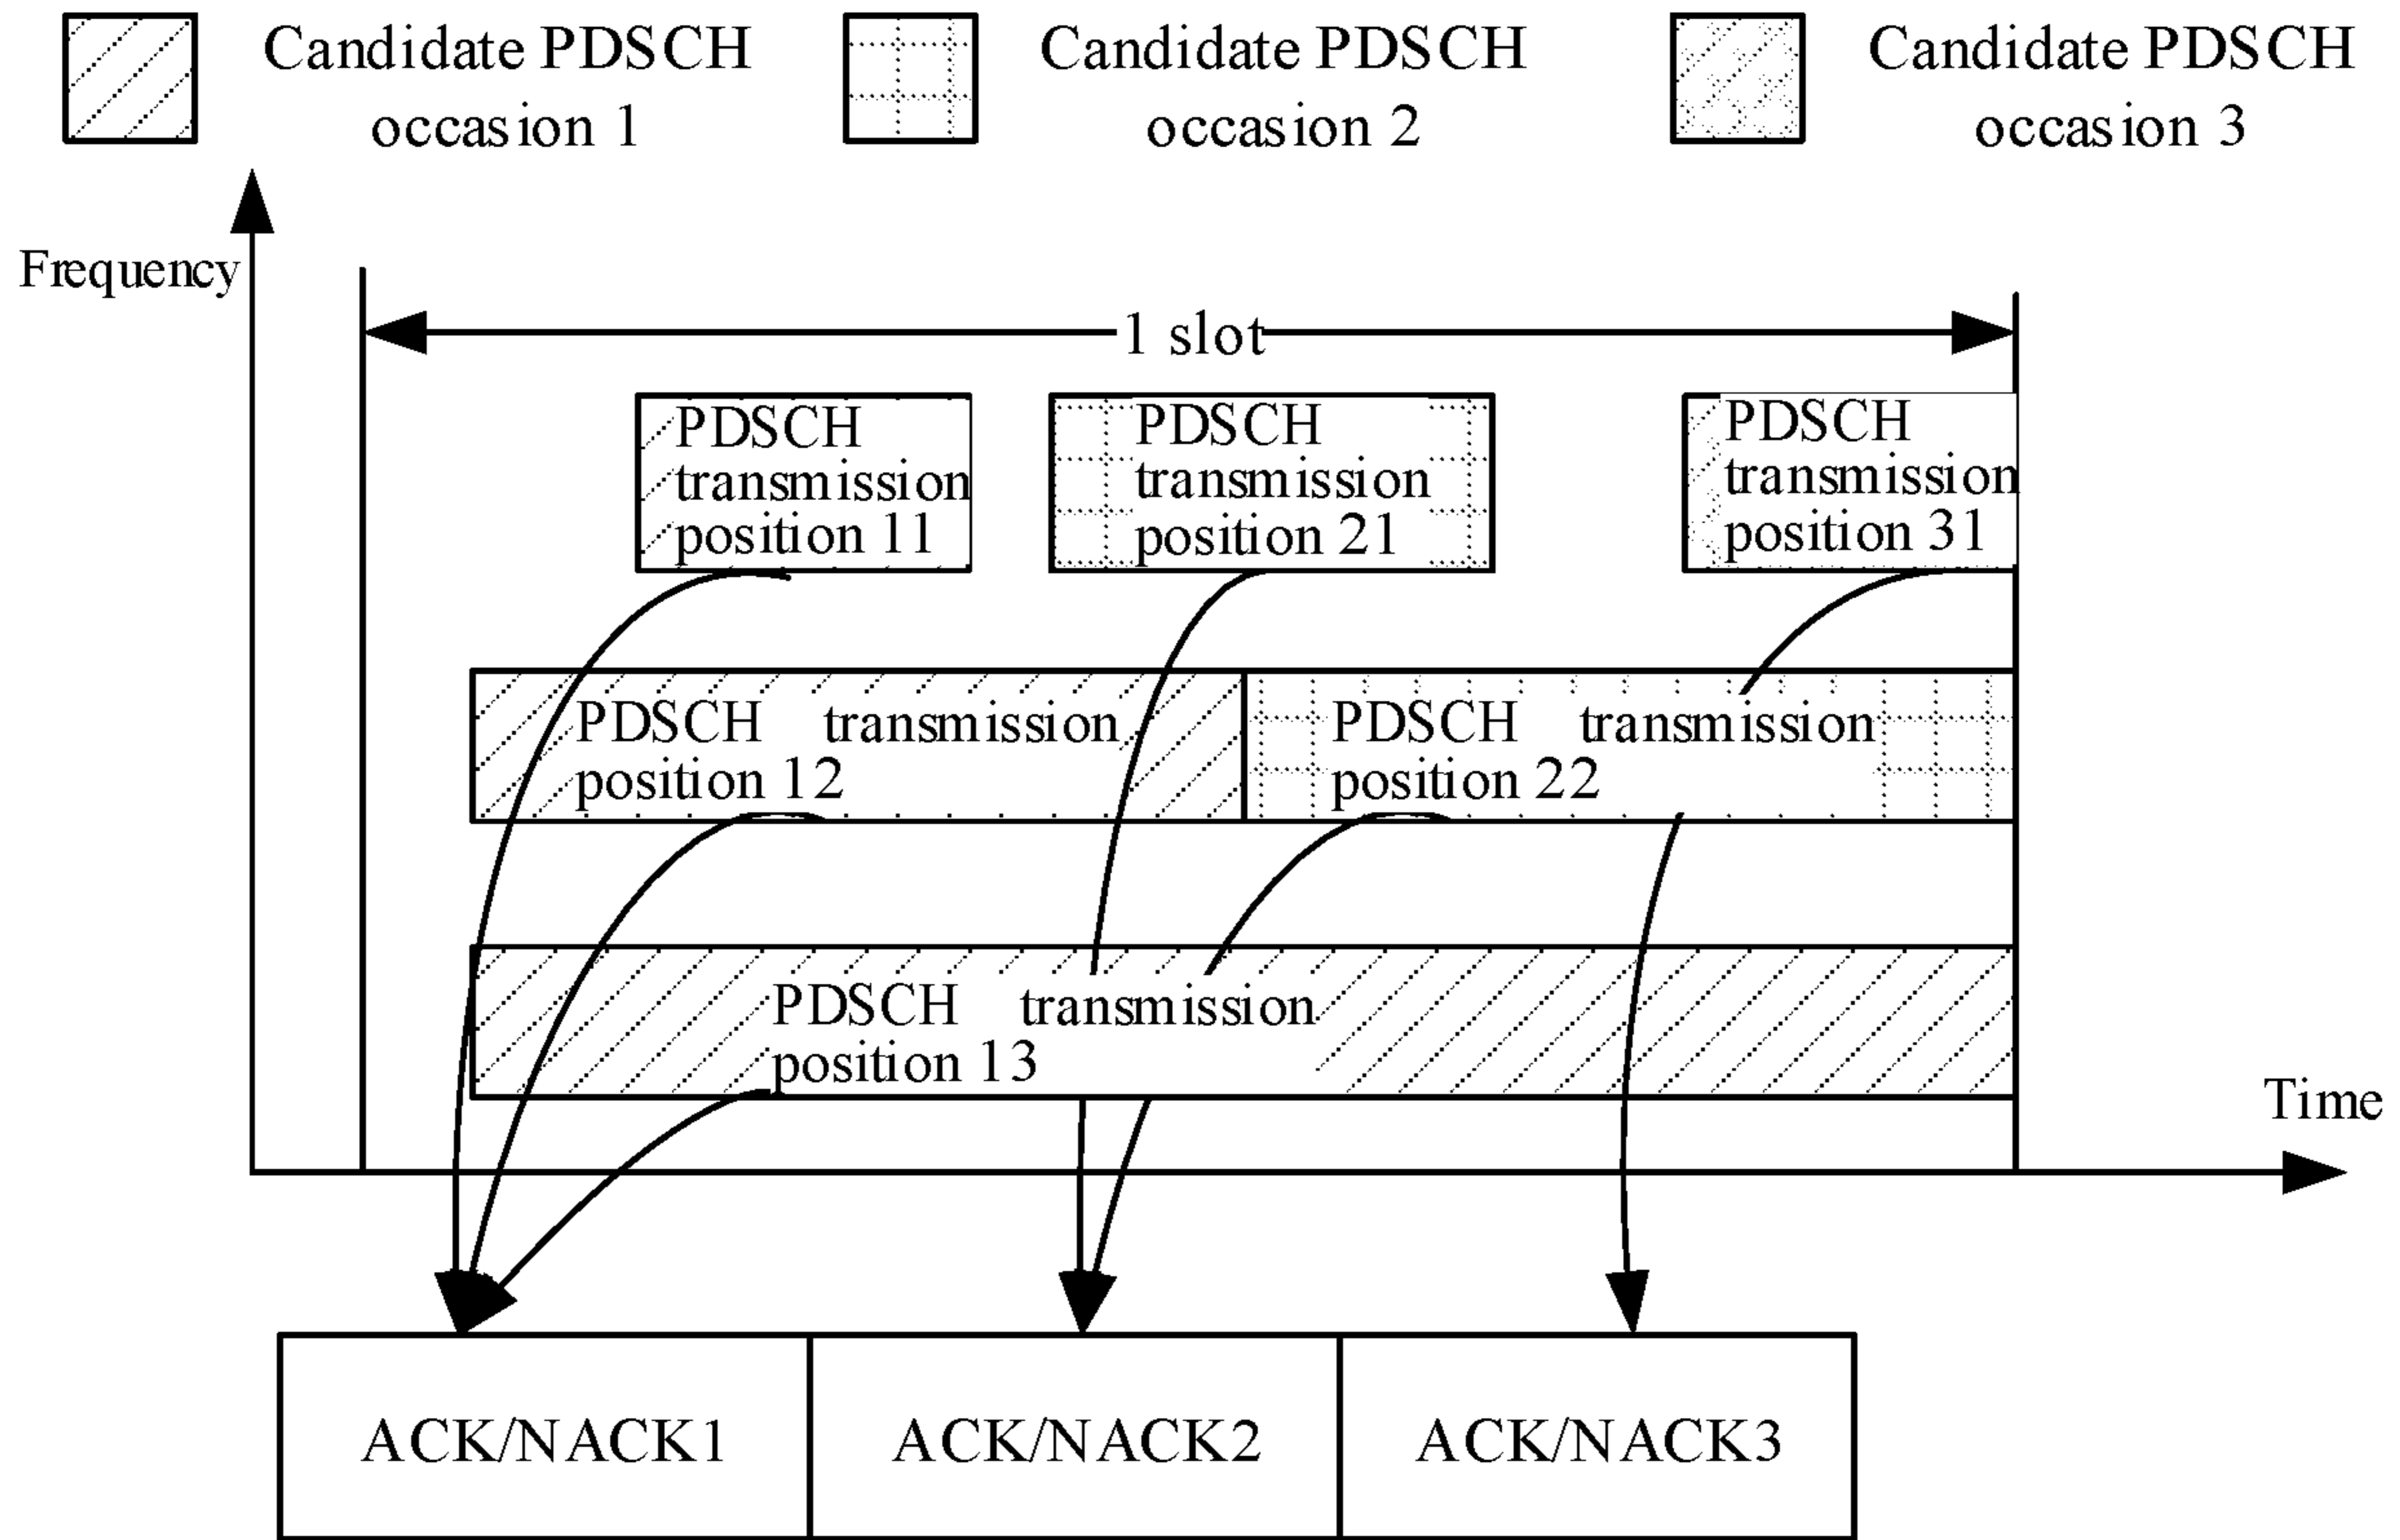 Candidate PDSCH
occasion 1
Candidate PDSCH
occasion 2
Candidate PDSCH
occasion 3
Frequency
1 slot
PDSCH
transmission
position 11
PDSCH
transmission
position 21
PDSCH
transmission
position 31
PDSCH transmission
position 12
PDSCH transmission
position 22
PDSCH transmission
position 13
Time
ACK/NACK1
ACK/NACK2
ACK/NACK3